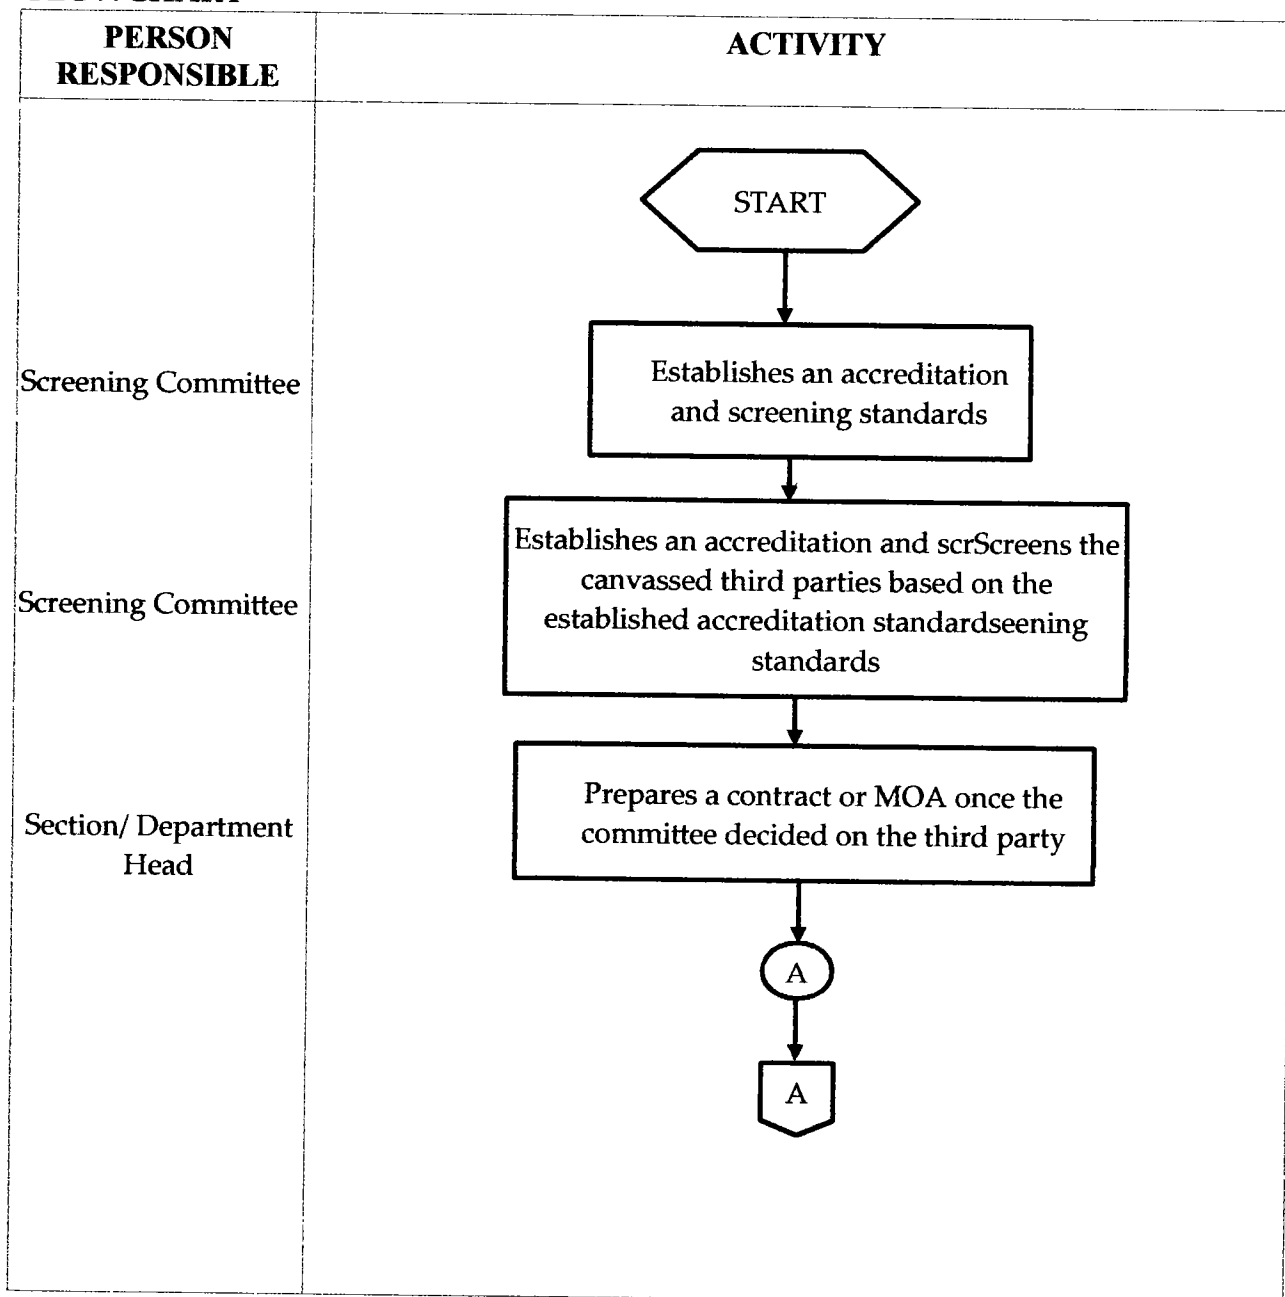 PERSON
RESPONSIBLE
ACTIVITY
START
Screening Committee
Establishes an accreditation
and screening standards
Screening Committee
Establishes an accreditation and scrScreens the
canvassed third parties based on the
established accreditation standardseening
standards
Section/ Department
Head
Prepares a contract or MOA once the
committee decided on the third party
A
A